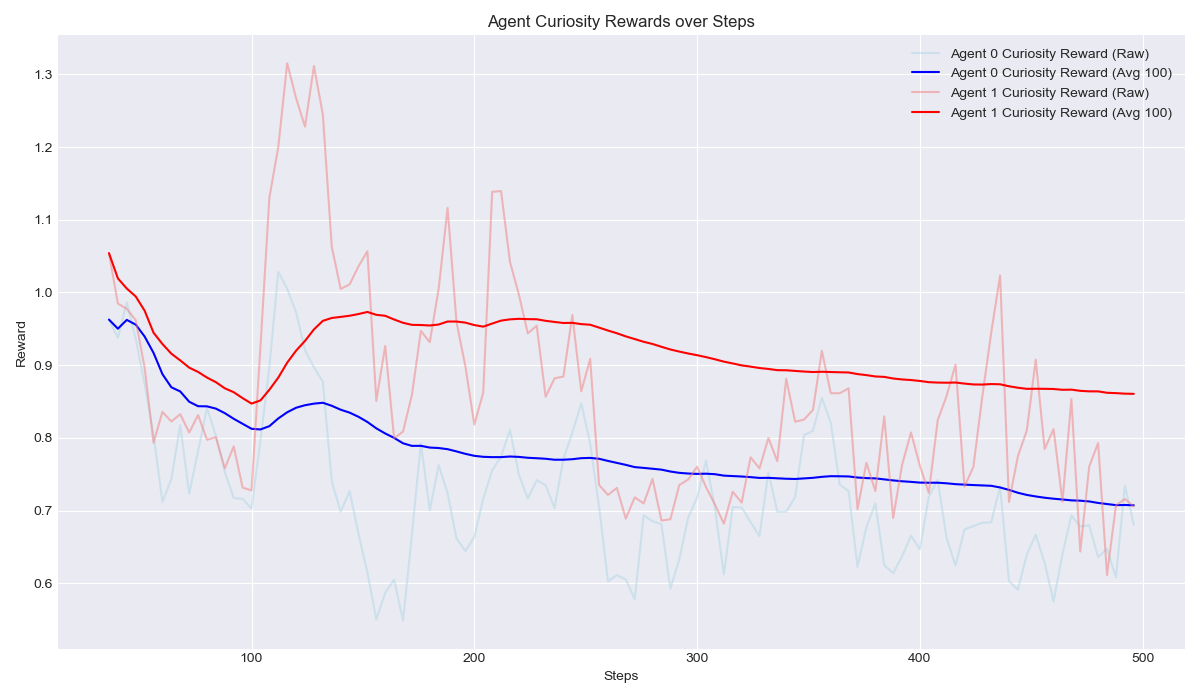 Agent Curiosity Rewards over Steps
Agent 0 Curiosity Reward (Raw)
Agent 0 Curiosity Reward (Avg 100)
Agent 1 Curiosity Reward (Raw)
Agent 1 Curiosity Reward (Avg 100)
Reward
1.3
1.2
1.1
1.0
0.9
0.8
0.7
0.6
100
200
300
400
500
Steps